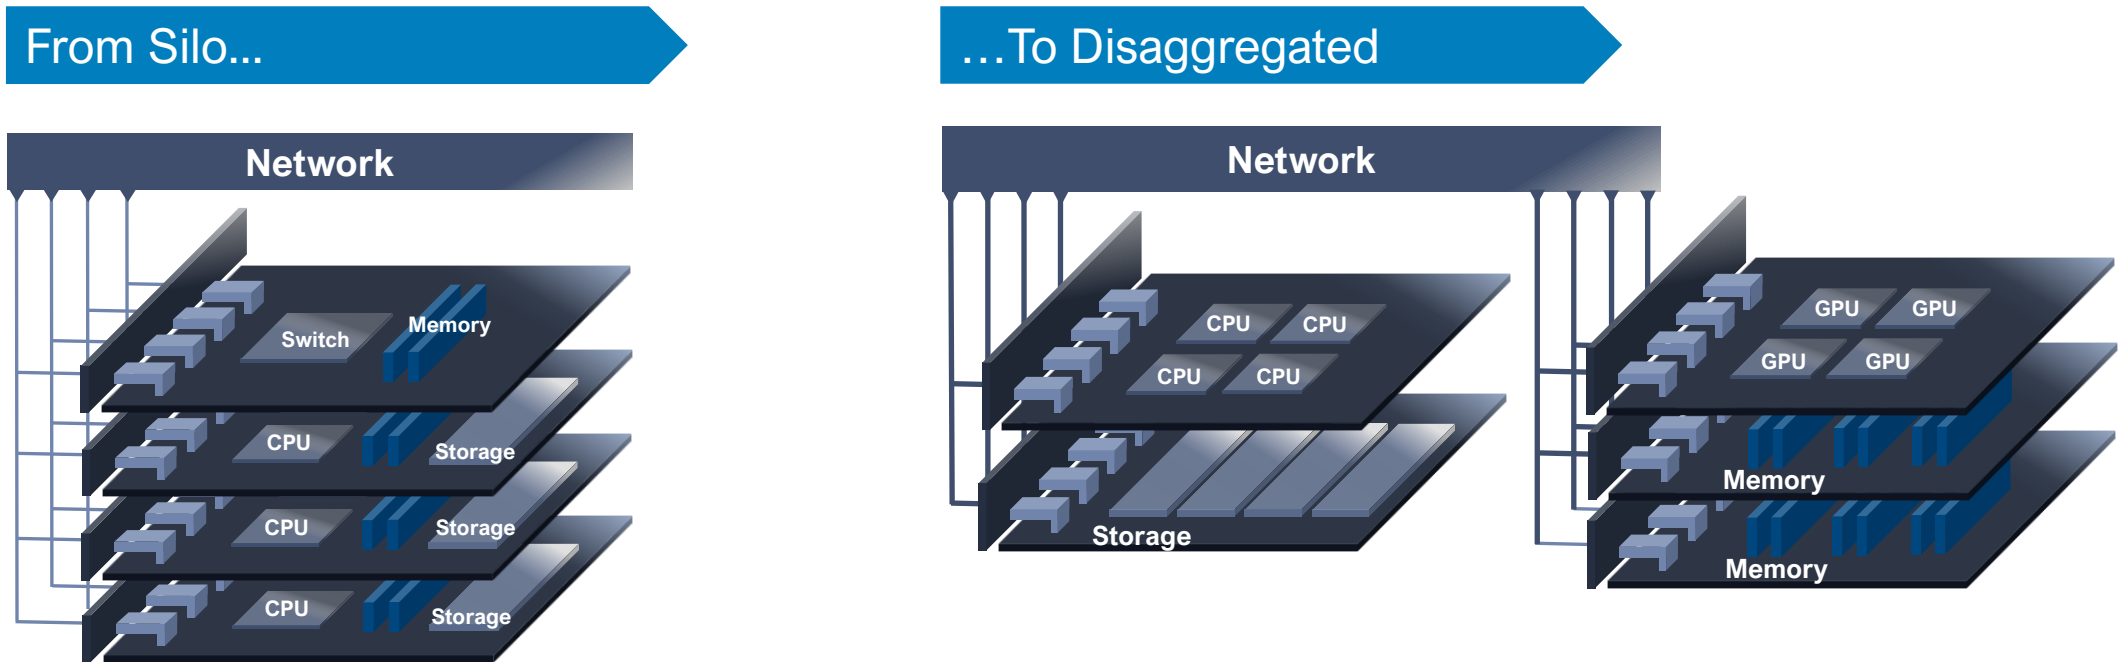 From Silo...
...To Disaggregated
Network
Switch
Memory
CPU
Storage
CPU
Storage
CPU
Storage
Network
CPU CPU
CPU CPU
Storage
GPU GPU
GPU GPU
Memory
Memory